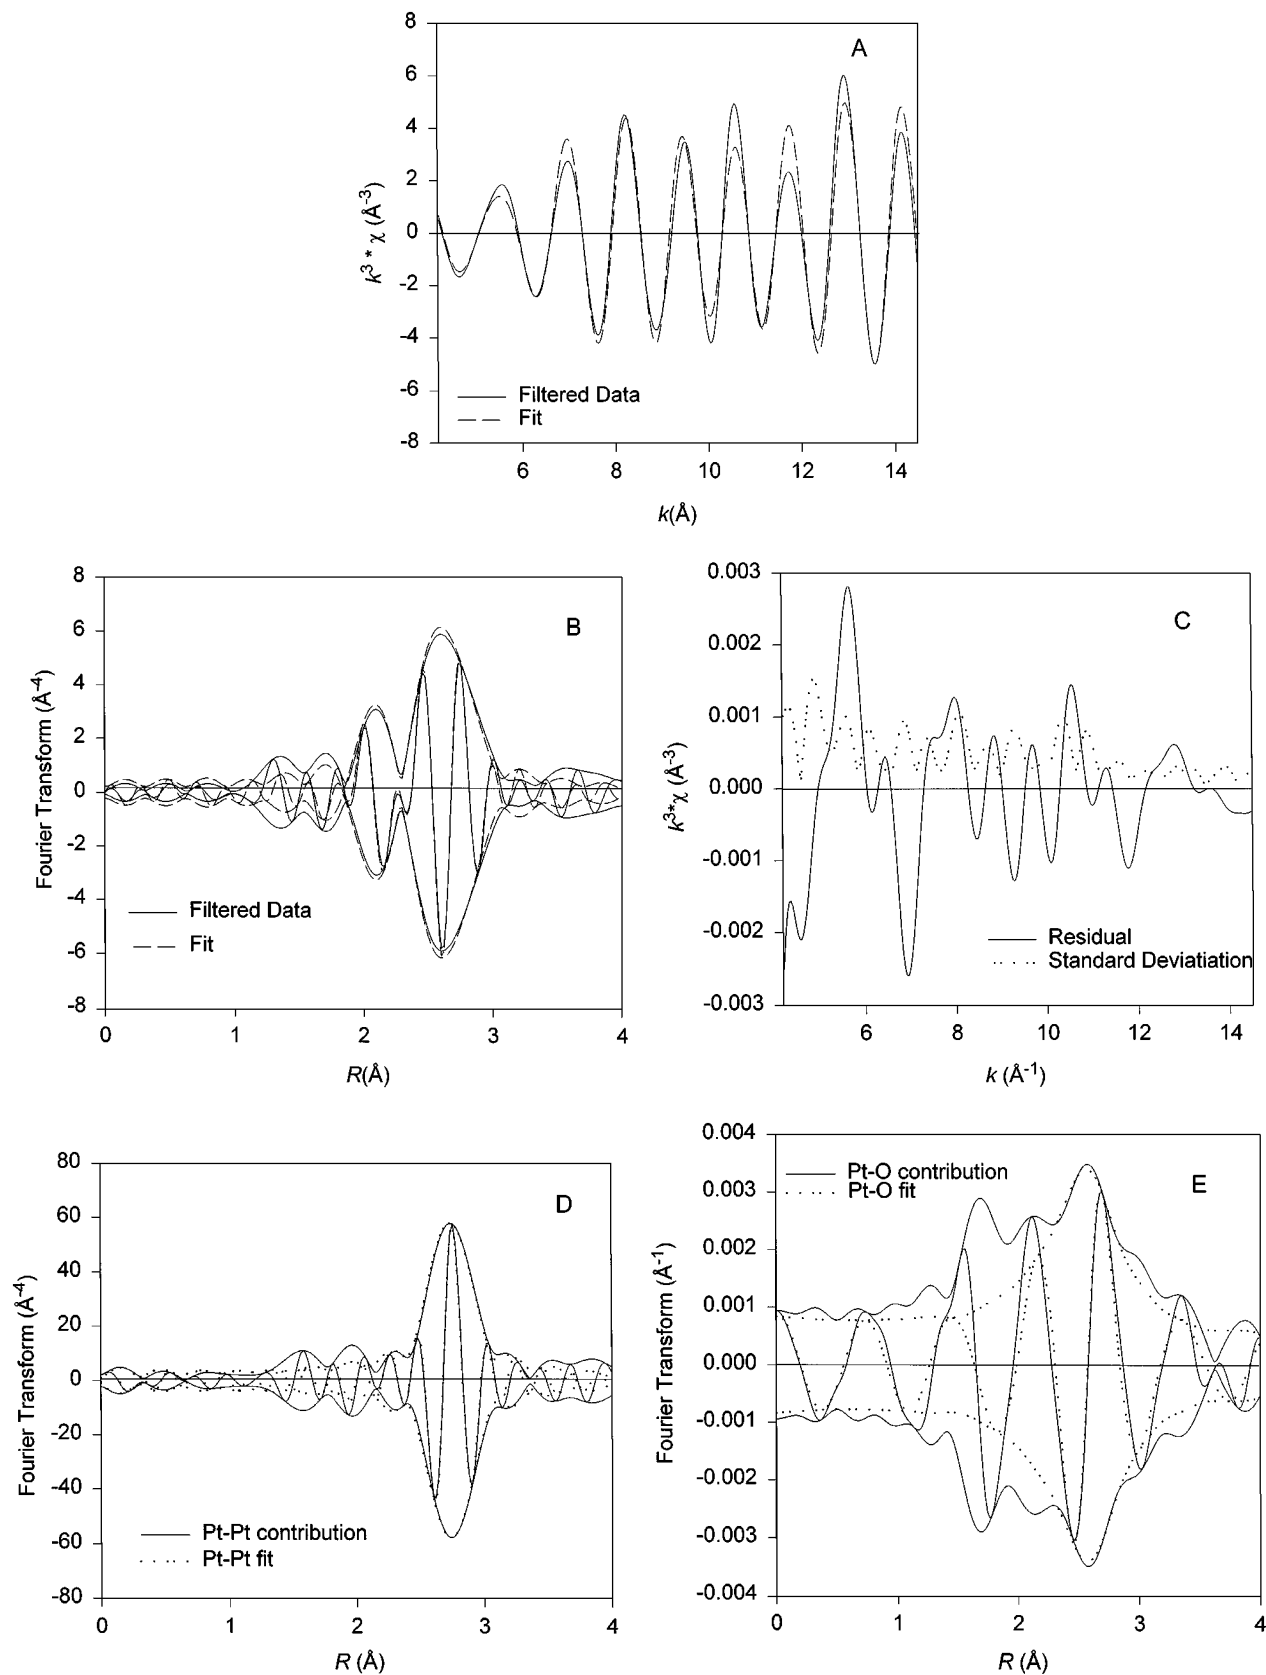 8
A
6
4
2
0
-2
-4
-6
-8
k³ * χ (Å⁻³)
Filtered Data
Fit
6 8 10 12 14
k(Å)
8
B
6
4
2
0
-2
-4
-6
-8
Fourier Transform (Å⁻⁴)
Filtered Data
Fit
0 1 2 3 4
R(Å)
0.003
C
0.002
0.001
0.000
-0.001
-0.002
-0.003
k³*χ (Å⁻³)
Residual
Standard Deviatiation
6 8 10 12 14
k (Å⁻¹)
80
D
60
40
20
0
-20
-40
-60
-80
Fourier Transform (Å⁻⁴)
Pt-Pt contribution
Pt-Pt fit
0 1 2 3 4
R (Å)
0.004
Pt-O contribution
Pt-O fit
E
0.003
0.002
0.001
0.000
-0.001
-0.002
-0.003
-0.004
Fourier Transform (Å⁻¹)
0 1 2 3 4
R (Å)